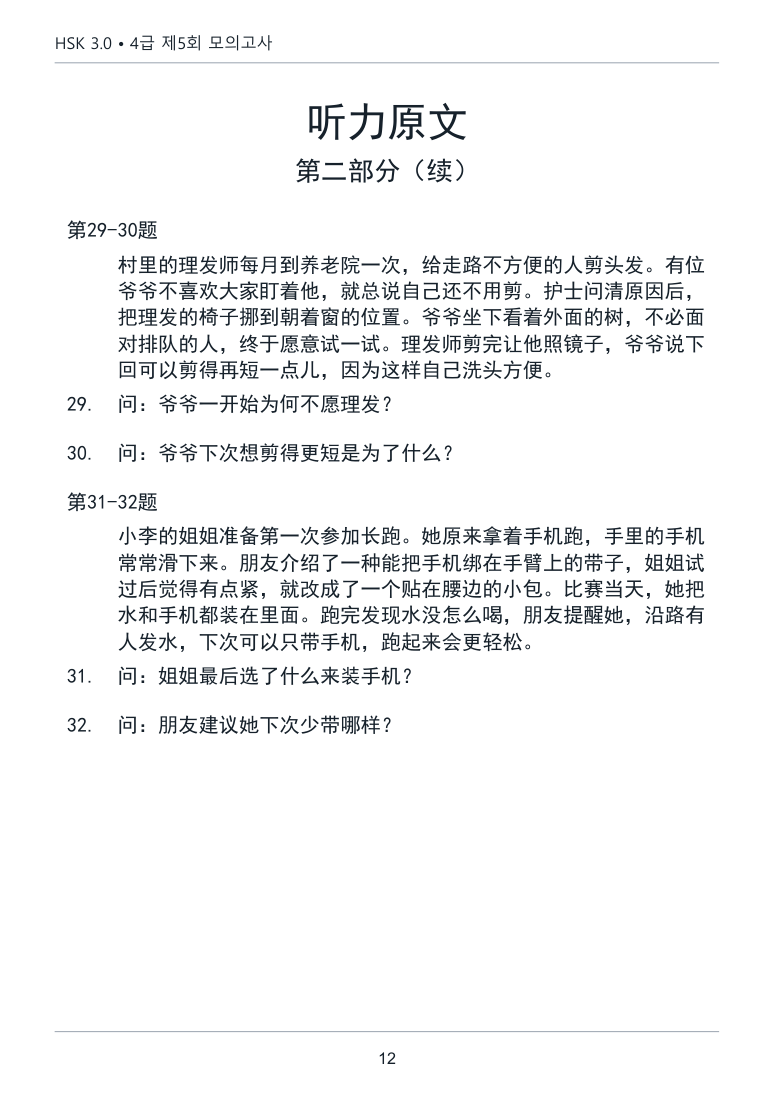 HSK 3.0 • 4급 제5회 모의고사
听力原文
第二部分（续）
第29-30题
村里的理发师每月到养老院一次，给走路不方便的人剪头发。有位
爷爷不喜欢大家盯着他，就总说自己还不用剪。护士问清原因后，
把理发的椅子挪到朝着窗的位置。爷爷坐下看着外面的树，不必面
对排队的人，终于愿意试一试。理发师剪完让他照镜子，爷爷说下
回可以剪得再短一点儿，因为这样自己洗头方便。
29. 问：爷爷一开始为何不愿理发？
30. 问：爷爷下次想剪得更短是为了什么？
第31-32题
小李的姐姐准备第一次参加长跑。她原来拿着手机跑，手里的手机
常常滑下来。朋友介绍了一种能把手机绑在手臂上的带子，姐姐试
过后觉得有点紧，就改成了一个贴在腰边的小包。比赛当天，她把
水和手机都装在里面。跑完发现水没怎么喝，朋友提醒她，沿路有
人发水，下次可以只带手机，跑起来会更轻松。
31. 问：姐姐最后选了什么来装手机？
32. 问：朋友建议她下次少带哪样？
12